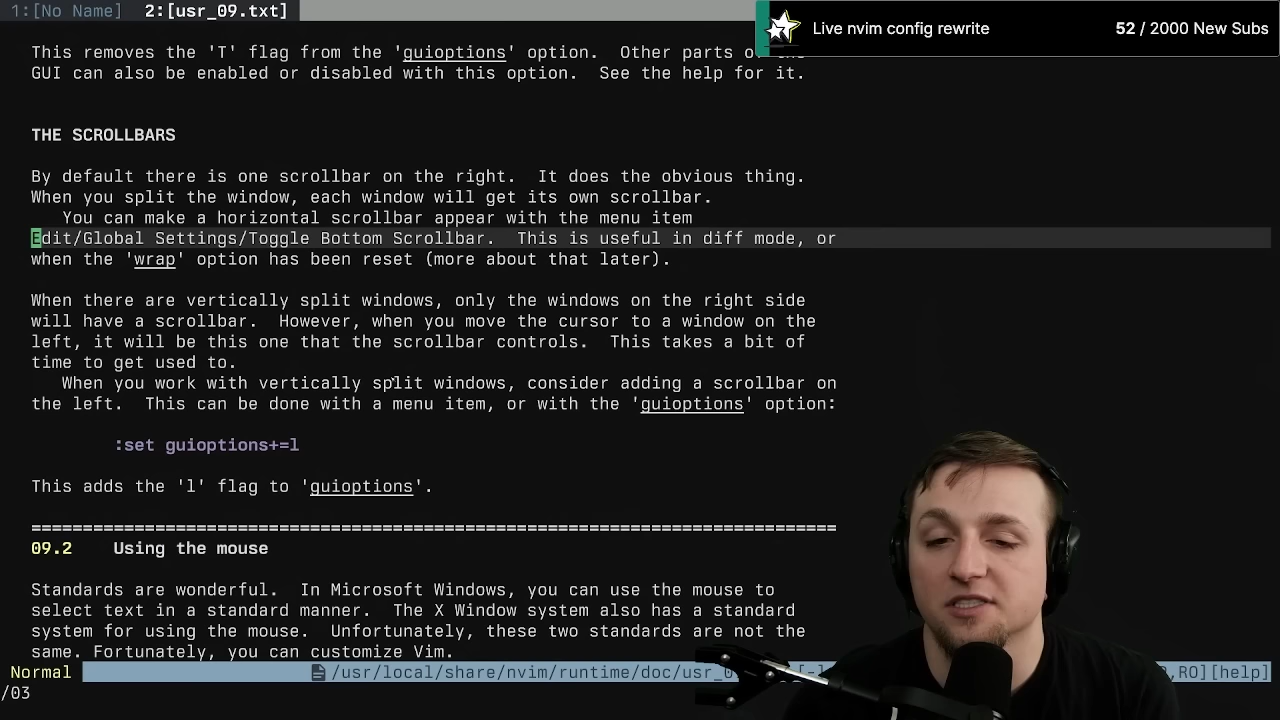 1:[No Name]  2:[usr_09.txt]
Live nvim config rewrite 52 / 2000 New Subs
This removes the 'T' flag from the 'guioptions' option.  Other parts
GUI can also be enabled or disabled with this option.  See the help for it.
THE SCROLLBARS
By default there is one scrollbar on the right.  It does the obvious thing.
When you split the window, each window will get its own scrollbar.
You can make a horizontal scrollbar appear with the menu item
Edit/Global Settings/Toggle Bottom Scrollbar.  This is useful in diff mode, or
when the 'wrap' option has been reset (more about that later).
When there are vertically split windows, only the windows on the right side
will have a scrollbar.  However, when you move the cursor to a window on the
left, it will be this one that the scrollbar controls.  This takes a bit of
time to get used to.
When you work with vertically split windows, consider adding a scrollbar on
the left.  This can be done with a menu item, or with the 'guioptions' option:
:set guioptions+=l
This adds the 'l' flag to 'guioptions'.
==============================================================================
09.2 Using the mouse
Standards are wonderful.  In Microsoft Windows, you can use the mouse to
select text in a standard manner.  The X Window system also has a standard
system for using the mouse.  Unfortunately, these two standards are not the
same. Fortunately, you can customize Vim.
Normal /usr/local/share/nvim/runtime/doc/usr_0 [- ,RO][help]
/03